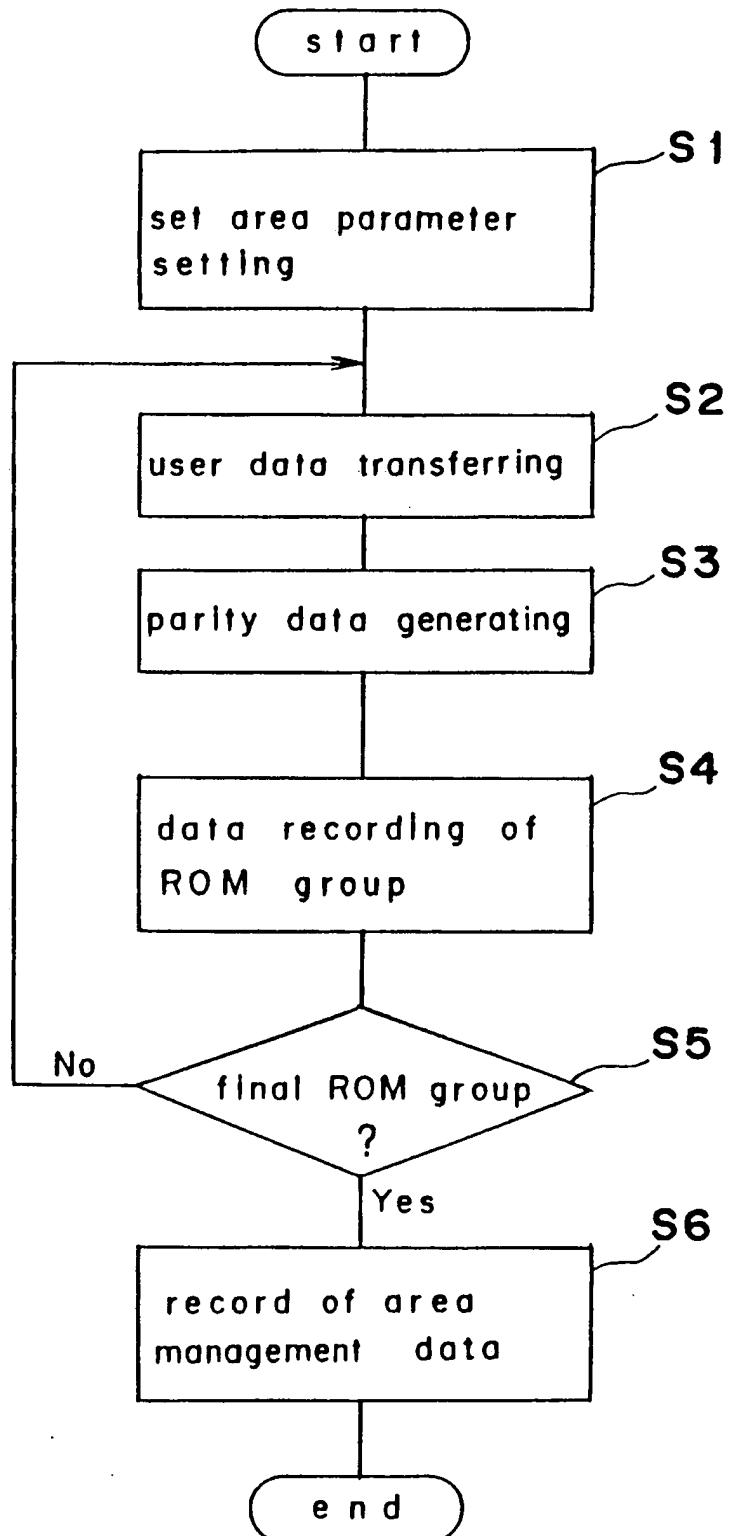 start
S1
set area parameter
setting
S2
user data transferring
S3
parity data generating
S4
data recording of
ROM group
S5
No
final ROM group
?
Yes
S6
record of area
management data
end